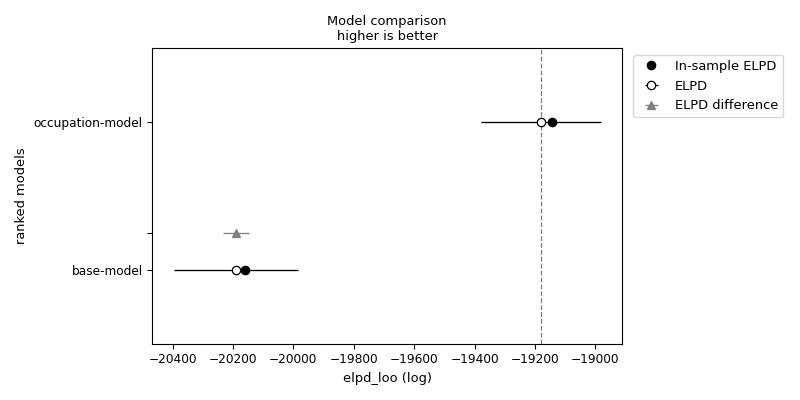 Model comparison
higher is better
In-sample ELPD
ELPD
ELPD difference
occupation-model
base-model
ranked models
−20400 −20200 −20000 −19800 −19600 −19400 −19200 −19000
elpd_loo (log)